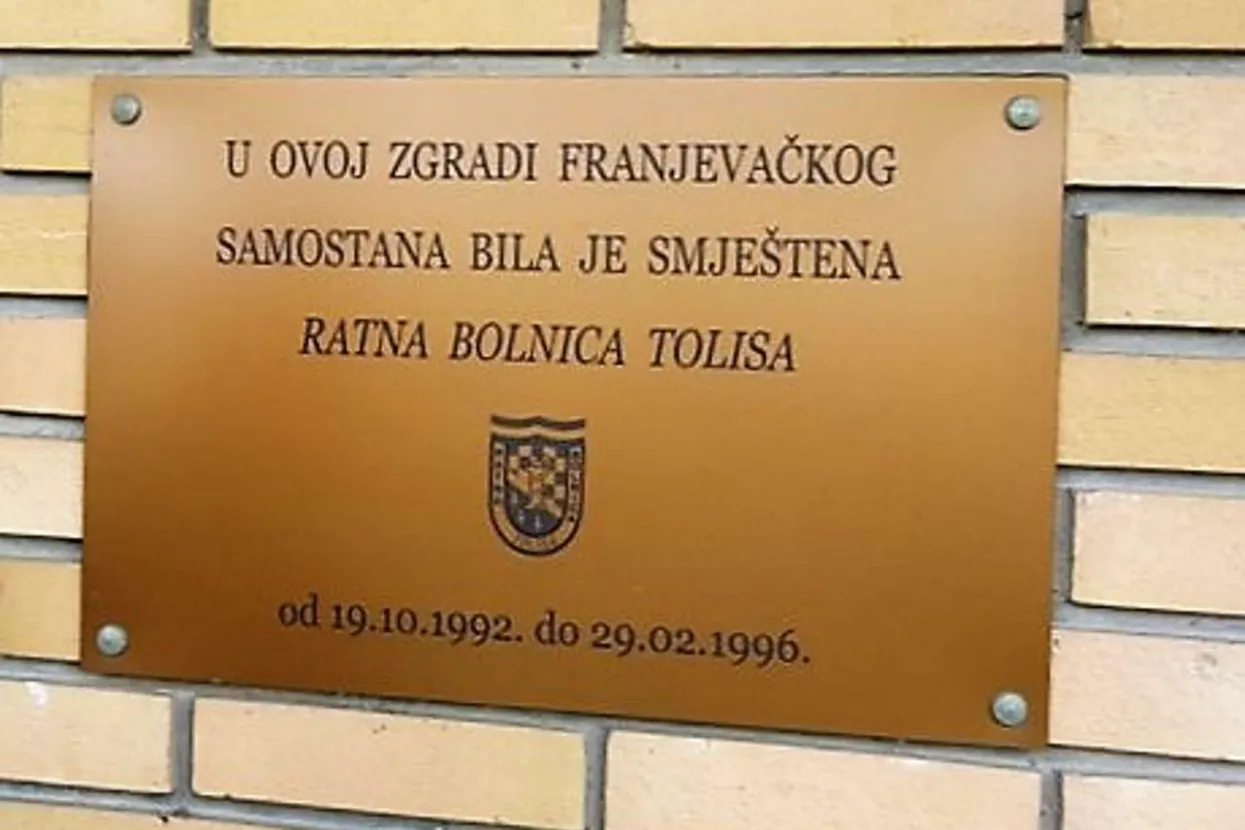 U OVOJ ZGRADI FRANJEVAČKOG
SAMOSTANA BILA JE SMJEŠTENA
RATNA BOLNICA TOLISA
od 19.10.1992. do 29.02.1996.